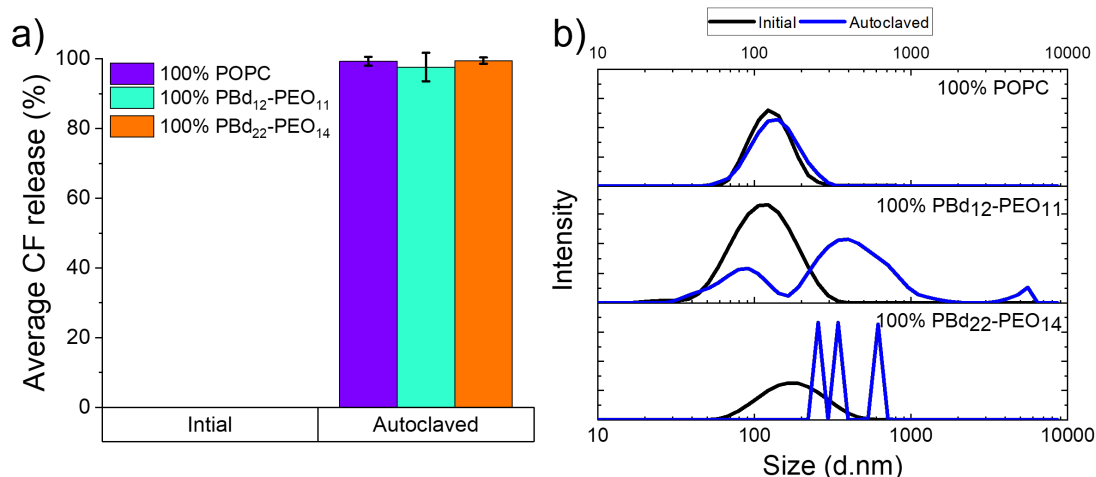 a)
Average CF release (%)
100
80
60
40
20
0
100% POPC
100% PBd12-PEO11
100% PBd22-PEO14
Intial
Autoclaved
b)
Initial
Autoclaved
10
100
1000
10000
100% POPC
100% PBd12-PEO11
100% PBd22-PEO14
Intensity
10
100
1000
10000
Size (d.nm)